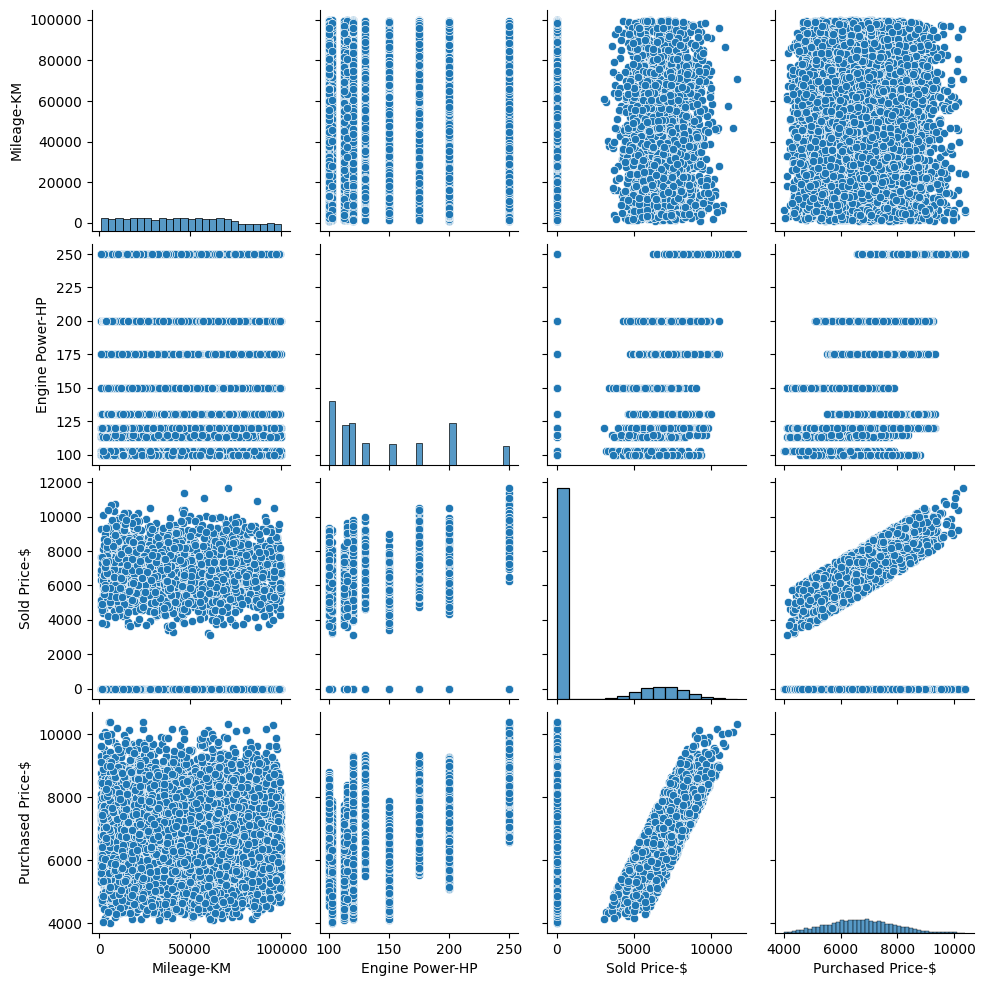 100000
80000
60000
40000
20000
0
Mileage-KM
250
225
200
175
150
125
100
Engine Power-HP
12000
10000
8000
6000
4000
2000
0
Sold Price-$
10000
8000
6000
4000
Purchased Price-$
0 50000 100000
100 150 200 250
0 5000 10000
4000 6000 8000 10000
Mileage-KM Engine Power-HP Sold Price-$ Purchased Price-$